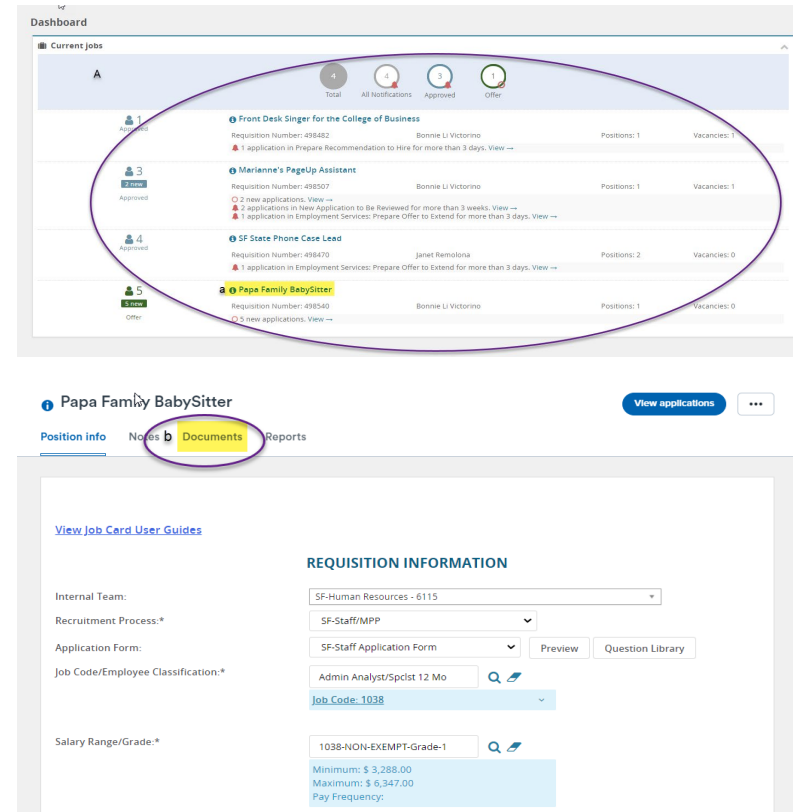 Dashboard
Current jobs
A
4 4 3 1
Total All Notifications Approved Offer
1 Front Desk Singer for the College of Business
Approved
Requisition Number: 498482 Bonnie Li Victorino Positions: 1 Vacancies: 1
1 application in Prepare Recommendation to Hire for more than 3 days. View →
3 Marianne's PageUp Assistant
2 new Requisition Number: 498507 Bonnie Li Victorino Positions: 1 Vacancies: 1
Approved 2 new applications. View →
2 applications in New Application to Be Reviewed for more than 3 weeks. View →
1 application in Employment Services: Prepare Offer to Extend for more than 3 days. View →
4 SF State Phone Case Lead
Approved
Requisition Number: 498470 Janet Remolona Positions: 2 Vacancies: 0
1 application in Employment Services: Prepare Offer to Extend for more than 3 days. View →
5 a Papa Family BabySitter
5 new Requisition Number: 498540 Bonnie Li Victorino Positions: 1 Vacancies: 0
Offer 5 new applications. View →
Papa Family BabySitter View applications ...
Position info Notes b Documents Reports
View Job Card User Guides
REQUISITION INFORMATION
Internal Team: SF-Human Resources - 6115
Recruitment Process:* SF-Staff/MPP
Application Form: SF-Staff Application Form Preview Question Library
Job Code/Employee Classification:* Admin Analyst/Spclst 12 Mo
Job Code: 1038
Salary Range/Grade:* 1038-NON-EXEMPT-Grade-1
Minimum: $ 3,288.00
Maximum: $ 6,347.00
Pay Frequency: